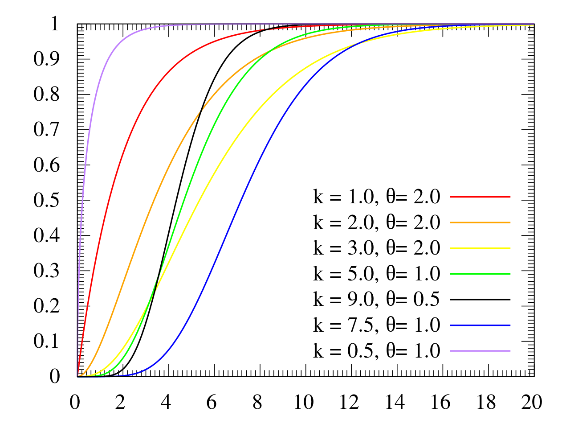 1
0.9
0.8
0.7
0.6
0.5
0.4
0.3
0.2
0.1
0
k = 1.0, θ= 2.0
k = 2.0, θ= 2.0
k = 3.0, θ= 2.0
k = 5.0, θ= 1.0
k = 9.0, θ= 0.5
k = 7.5, θ= 1.0
k = 0.5, θ= 1.0
0 2 4 6 8 10 12 14 16 18 20